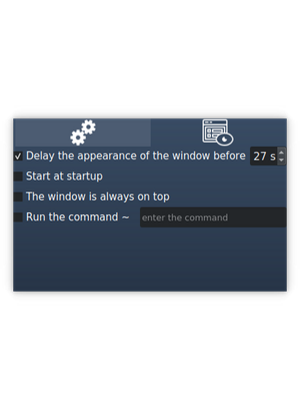 Delay the appearance of the window before 27 s
Start at startup
The window is always on top
Run the command ~ enter the command